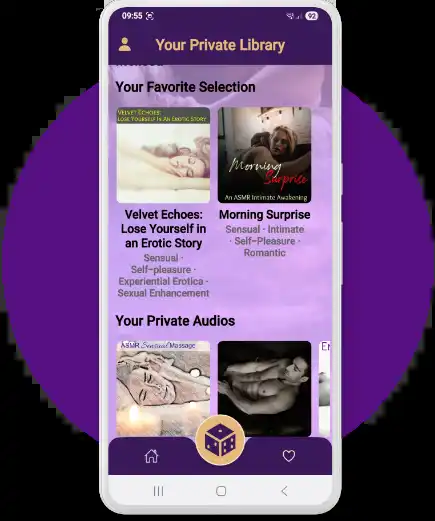 09:55
92
Your Private Library
Your Favorite Selection
VELVET ECHOES:
LOSE YOURSELF IN AN EROTIC STORY
Morning
Surprise
An ASMR Intimate Awakening
Velvet Echoes:
Lose Yourself in
an Erotic Story
Sensual ·
Self-pleasure ·
Experiential Erotica ·
Sexual Enhancement
Morning Surprise
Sensual · Intimate
· Self-Pleasure ·
Romantic
Your Private Audios
ASMR Sensual Massage